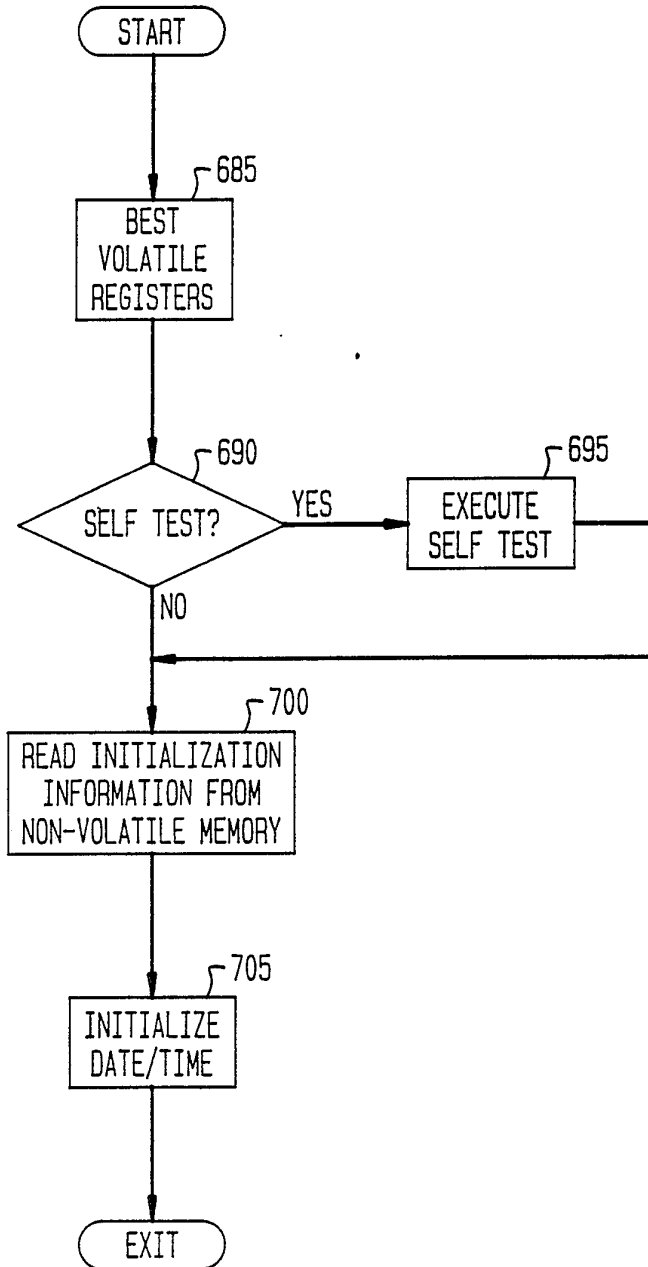 START
685
BEST
VOLATILE
REGISTERS
690
SELF TEST?
YES
695
EXECUTE
SELF TEST
NO
700
READ INITIALIZATION
INFORMATION FROM
NON-VOLATILE MEMORY
705
INITIALIZE
DATE/TIME
EXIT